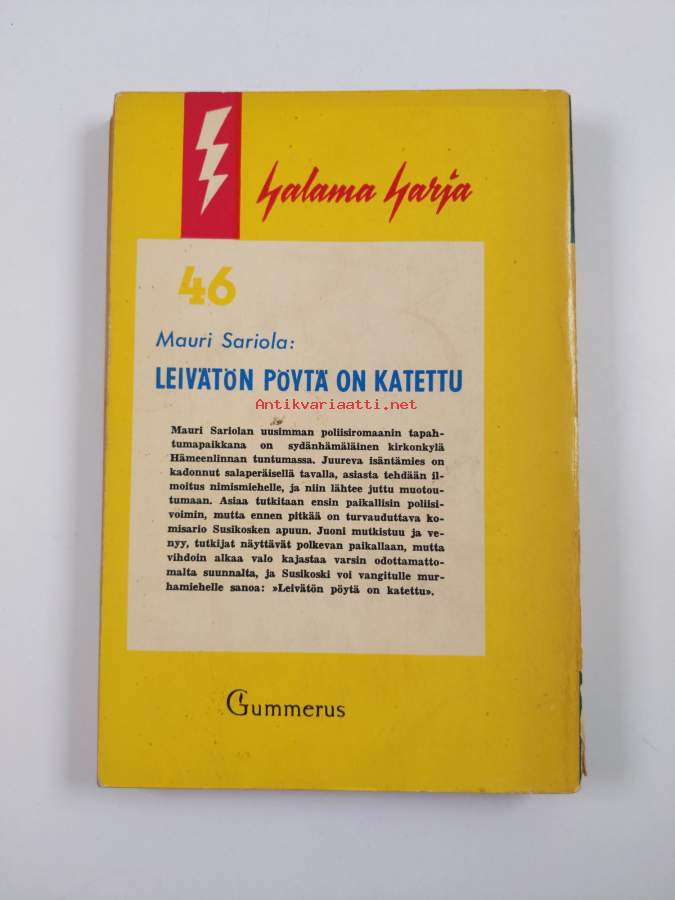 Salama Sarja
46
Mauri Sariola:
LEIVÄTÖN PÖYTÄ ON KATETTU
Antikvariaatti.net
Mauri Sariolan uusimman poliisiromaanin tapah-
tumapaikkana on sydänhämäläinen kirkonkylä
Hämeenlinnan tuntumassa. Juureva isäntämies on
kadonnut salaperäisellä tavalla, asiasta tehdään il-
moitus nimismiehelle, ja niin lähtee juttu muotou-
tumaan. Asiaa tutkitaan ensin paikallisin poliisi-
voimin, mutta ennen pitkää on turvauduttava ko-
misario Susikosken apuun. Juoni mutkistuu ja ve-
nyy, tutkijat näyttävät polkevan paikallaan, mutta
vihdoin alkaa valo kajastaa varsin odottamatto-
malta suunnalta, ja Susikoski voi vangitulle mur-
hamiehelle sanoa: »Leivätön pöytä on katettu».
Gummerus